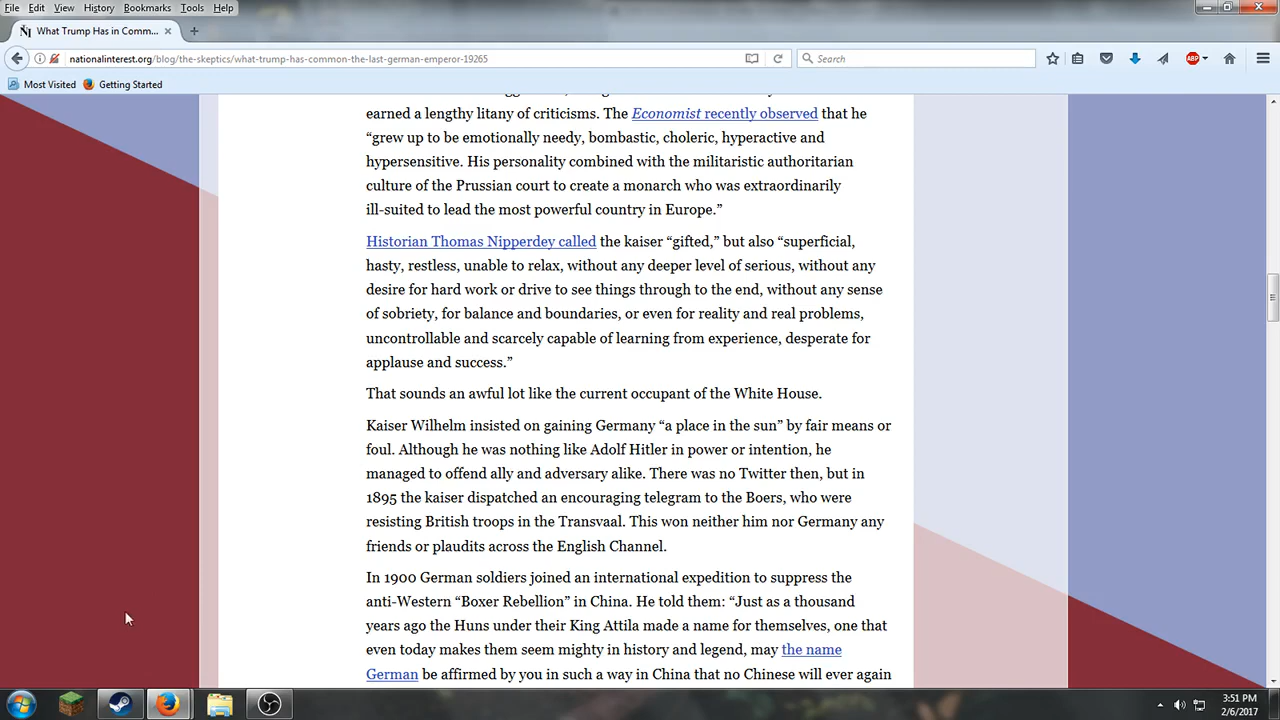 File Edit View History Bookmarks Tools Help
What Trump Has in Comm...
nationalinterest.org/blog/the-skeptics/what-trump-has-common-the-last-german-emperor-19265
Search
ABP
Most Visited Getting Started
earned a lengthy litany of criticisms. The Economist recently observed that he
“grew up to be emotionally needy, bombastic, choleric, hyperactive and
hypersensitive. His personality combined with the militaristic authoritarian
culture of the Prussian court to create a monarch who was extraordinarily
ill-suited to lead the most powerful country in Europe.”
Historian Thomas Nipperdey called the kaiser “gifted,” but also “superficial,
hasty, restless, unable to relax, without any deeper level of serious, without any
desire for hard work or drive to see things through to the end, without any sense
of sobriety, for balance and boundaries, or even for reality and real problems,
uncontrollable and scarcely capable of learning from experience, desperate for
applause and success.”
That sounds an awful lot like the current occupant of the White House.
Kaiser Wilhelm insisted on gaining Germany “a place in the sun” by fair means or
foul. Although he was nothing like Adolf Hitler in power or intention, he
managed to offend ally and adversary alike. There was no Twitter then, but in
1895 the kaiser dispatched an encouraging telegram to the Boers, who were
resisting British troops in the Transvaal. This won neither him nor Germany any
friends or plaudits across the English Channel.
In 1900 German soldiers joined an international expedition to suppress the
anti-Western “Boxer Rebellion” in China. He told them: “Just as a thousand
years ago the Huns under their King Attila made a name for themselves, one that
even today makes them seem mighty in history and legend, may the name
German be affirmed by you in such a way in China that no Chinese will ever again
3:51 PM
2/6/2017